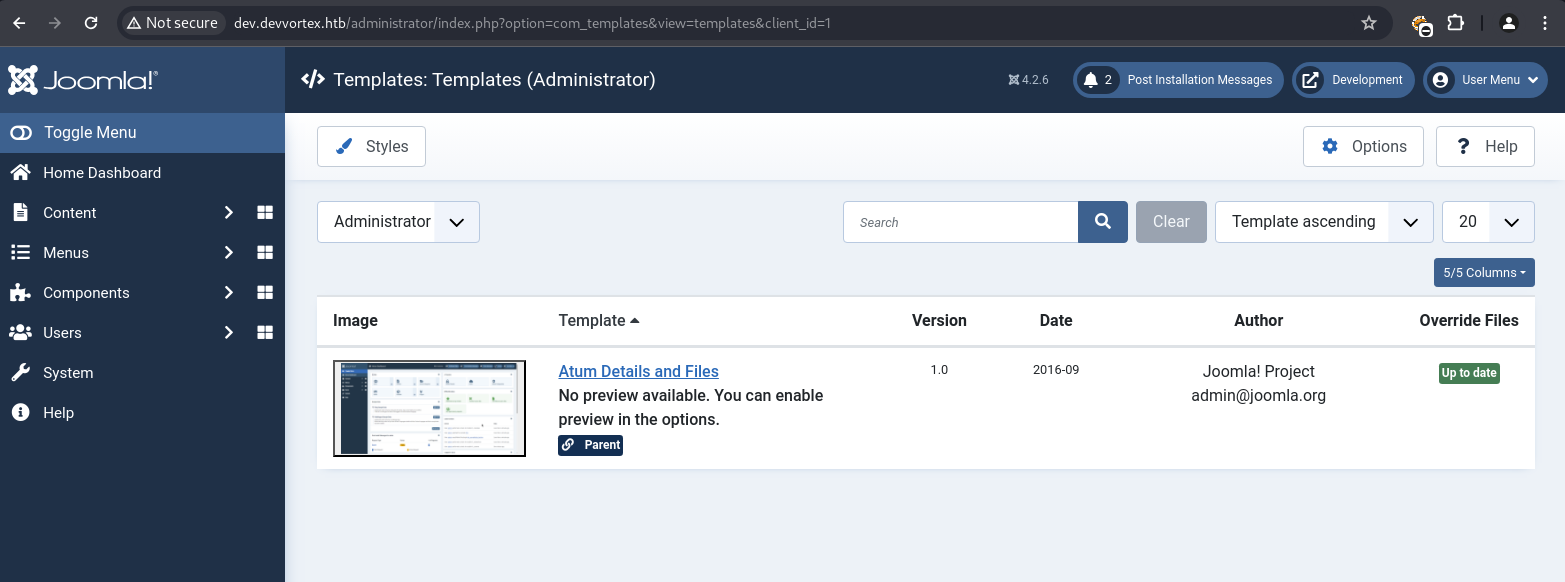 Not secure
dev.devvortex.htb/administrator/index.php?option=com_templates&view=templates&client_id=1
Joomla!®
Templates: Templates (Administrator)
4.2.6
2 Post Installation Messages
Development
User Menu
Toggle Menu
Home Dashboard
Content
Menus
Components
Users
System
Help
Styles
Options
Help
Administrator
Search
Clear
Template ascending
20
5/5 Columns
Image Template Version Date Author Override Files
Atum Details and Files 1.0 2016-09 Joomla! Project Up to date
No preview available. You can enable admin@joomla.org
preview in the options.
Parent